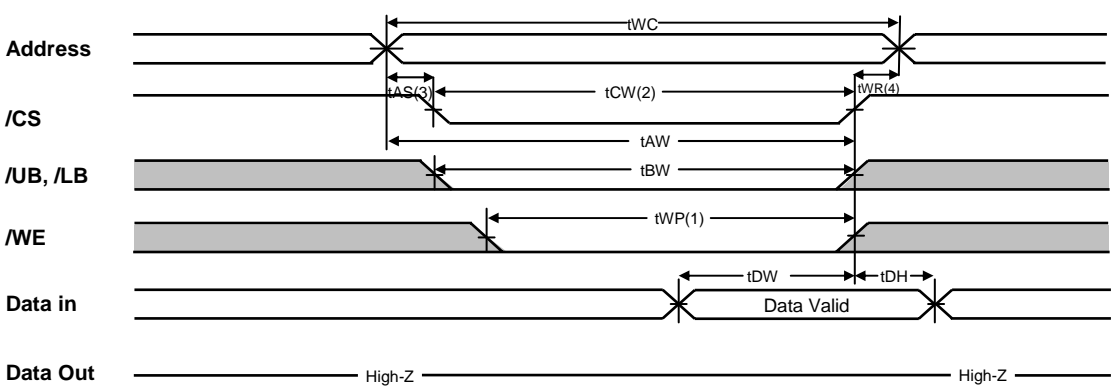 tWC
Address
tAS(3) tCW(2) tWR(4)
/CS
tAW
/UB, /LB tBW
/WE tWP(1)
tDW tDH
Data in Data Valid
Data Out High-Z High-Z